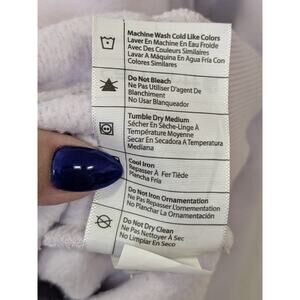 Machine Wash Cold Like Colors
Laver En Machine En Eau Froide
Avec Des Couleurs Similaires
Lavar A Máquina En Agua Fría Con
Colores Similares
Do Not Bleach
Ne Pas Utiliser D'agent De
Blanchiment
No Usar Blanqueador
Tumble Dry Medium
Sécher En Sèche-Linge À
Température Moyenne
Secar En Secadora A Temperatura
Mediana
Cool Iron
Repasser À Fer Tiède
Plancha Fría
Do Not Iron Ornamentation
Ne Pas Repasser L'ornementation
No Planchar La Ornamentación
Do Not Dry Clean
Ne Pas Nettoyer À Sec
No Limpiar En Seco